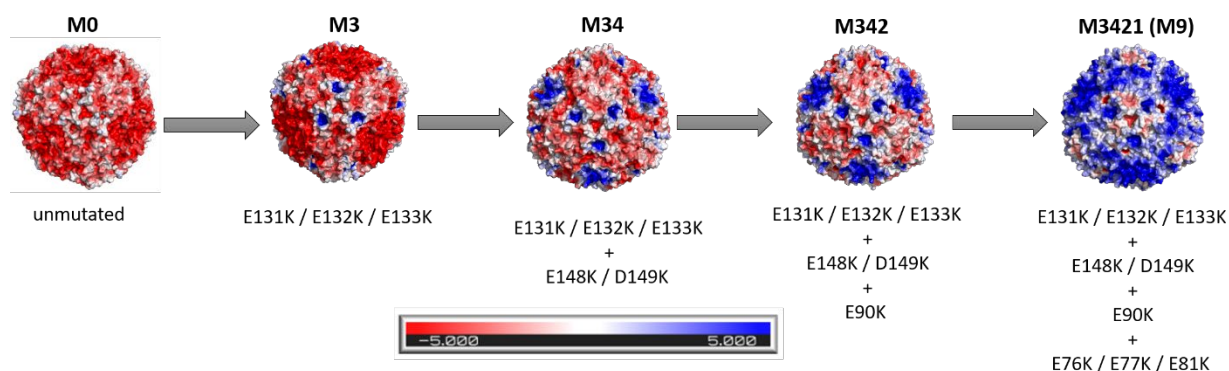 M0
M3
M34
M342
M3421 (M9)
unmutated
E131K / E132K / E133K
E131K / E132K / E133K
+
E148K / D149K
E131K / E132K / E133K
+
E148K / D149K
+
E90K
E131K / E132K / E133K
+
E148K / D149K
+
E90K
+
E76K / E77K / E81K
-5.000
5.000